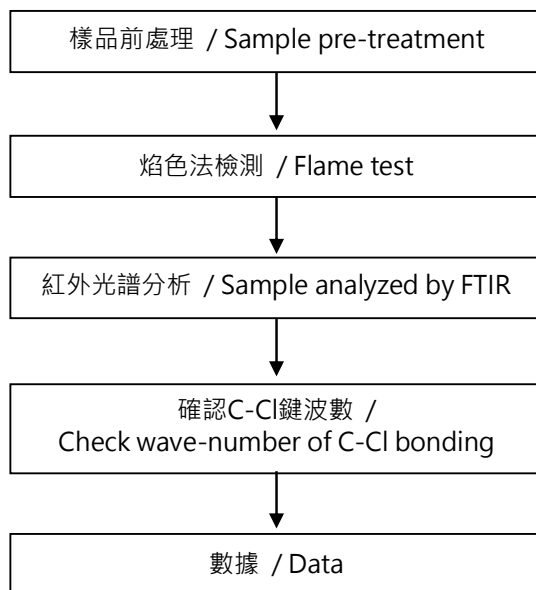 樣品前處理 / Sample pre-treatment
焰色法檢測 / Flame test
紅外光譜分析 / Sample analyzed by FTIR
確認C-Cl鍵波數 /
Check wave-number of C-Cl bonding
數據 / Data